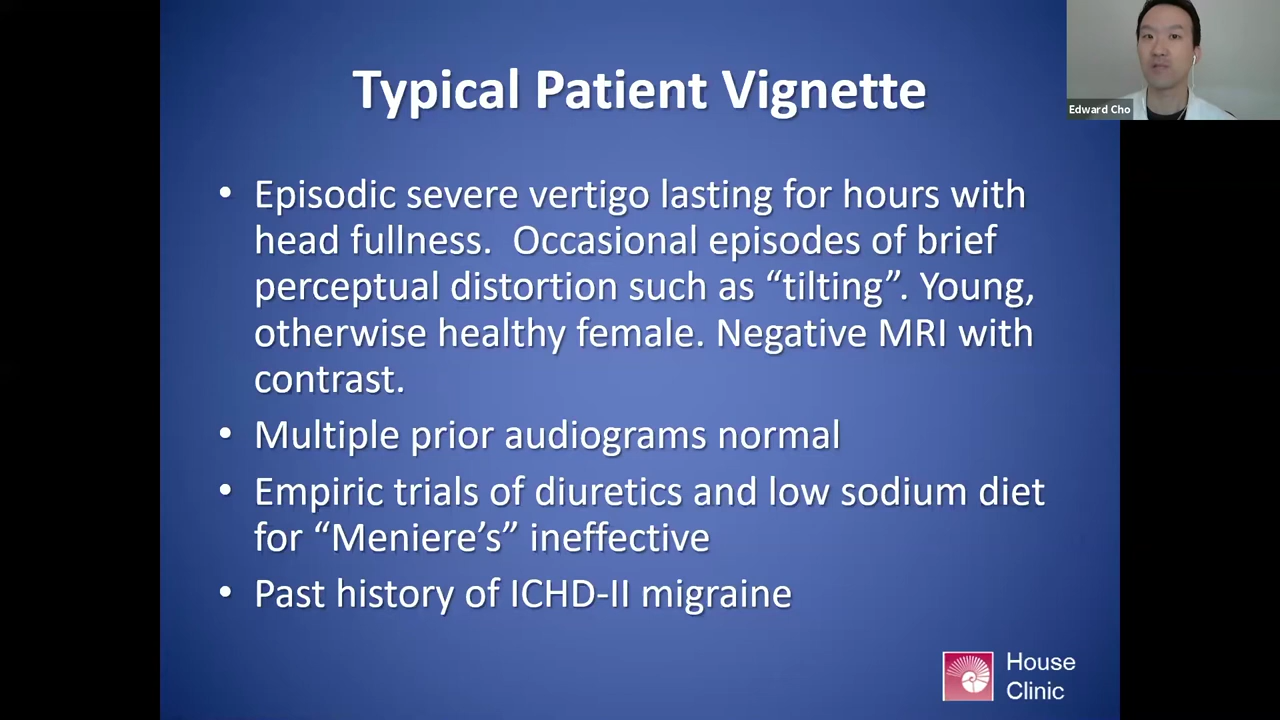 Typical Patient Vignette
Edward Cho
• Episodic severe vertigo lasting for hours with
head fullness.  Occasional episodes of brief
perceptual distortion such as “tilting”. Young,
otherwise healthy female. Negative MRI with
contrast.
• Multiple prior audiograms normal
• Empiric trials of diuretics and low sodium diet
for “Meniere’s” ineffective
• Past history of ICHD-II migraine
House
Clinic